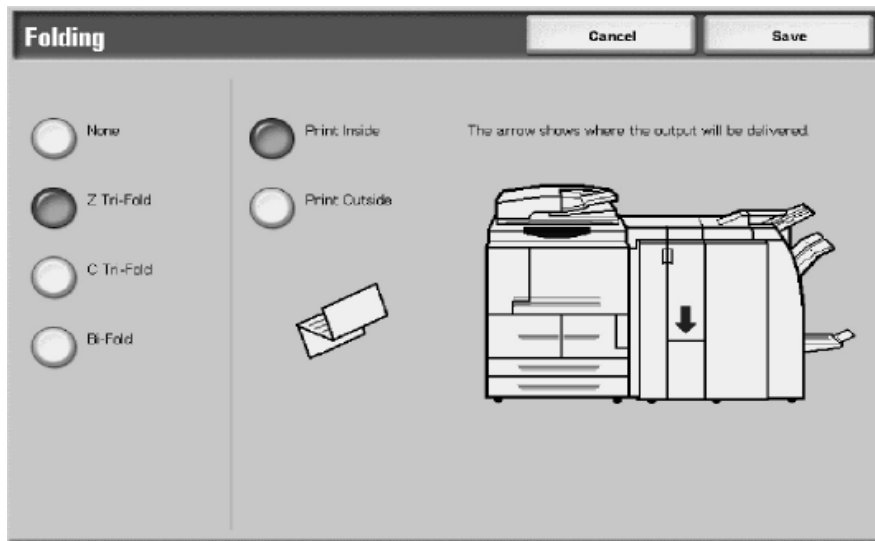 Folding
Cancel
Save
None
Print Inside
The arrow shows where the output will be delivered.
Z Tri-Fold
Print Outside
C Tri-Fold
Bi-Fold